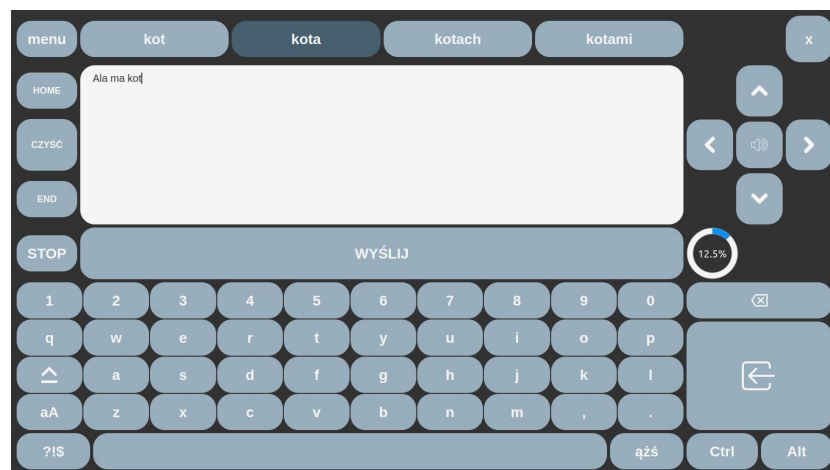 menu kot kota kotach kotami x
HOME Ala ma kot
CZYŚĆ
END
STOP WYŚLIJ 12.5%
1 2 3 4 5 6 7 8 9 0
q w e r t y u i o p
a s d f g h j k l
aA z x c v b n m , .
?!$ ążś Ctrl Alt